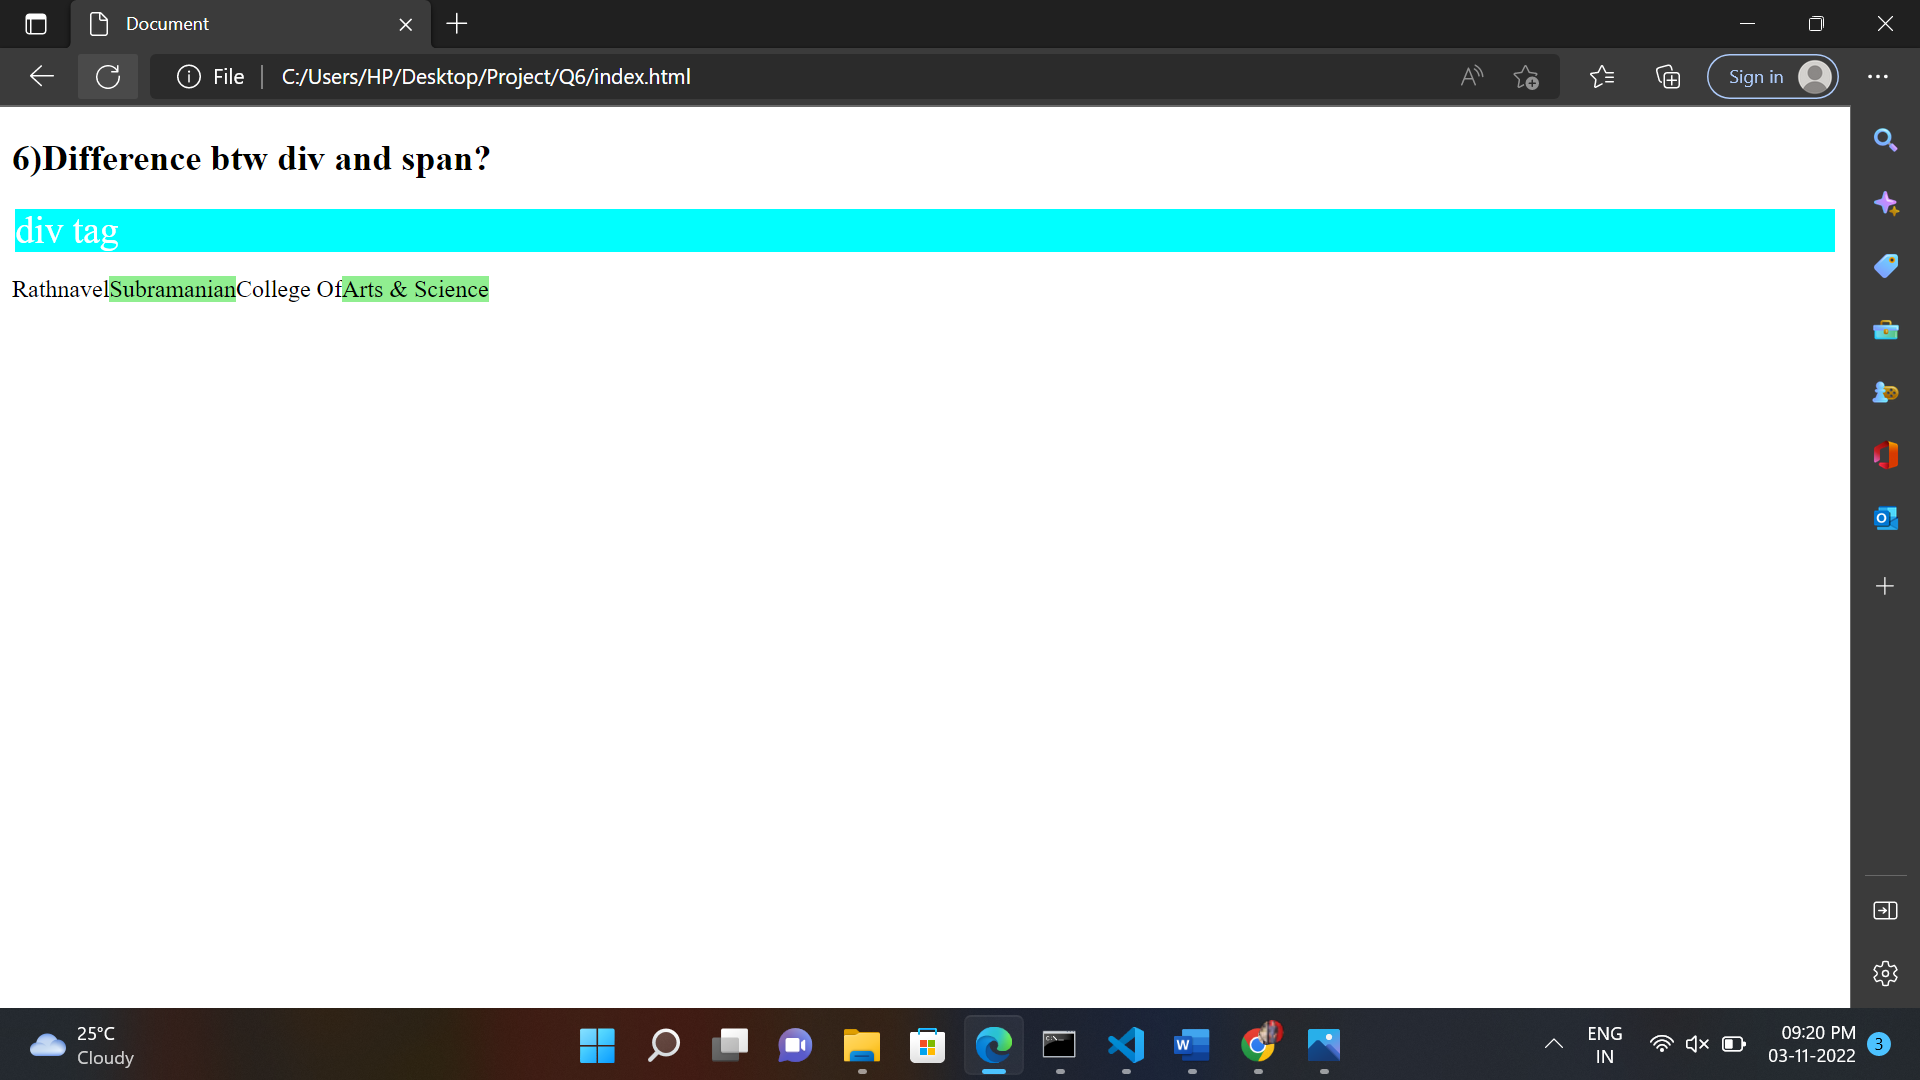 Document
File
C:/Users/HP/Desktop/Project/Q6/index.html
Sign in
6)Difference btw div and span?
div tag
RathnavelSubramanianCollege OfArts & Science
25°C
Cloudy
ENG
IN
09:20 PM
03-11-2022
3